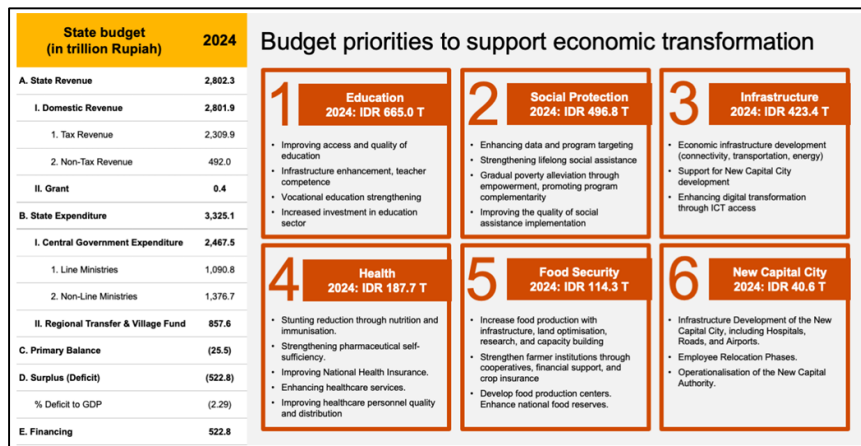 State budget
(in trillion Rupiah)
2024
A. State Revenue 2,802.3
I. Domestic Revenue 2,801.9
1. Tax Revenue 2,309.9
2. Non-Tax Revenue 492.0
II. Grant 0.4
B. State Expenditure 3,325.1
I. Central Government Expenditure 2,467.5
1. Line Ministries 1,090.8
2. Non-Line Ministries 1,376.7
II. Regional Transfer & Village Fund 857.6
C. Primary Balance (25.5)
D. Surplus (Deficit) (522.8)
% Deficit to GDP (2.29)
E. Financing 522.8
Budget priorities to support economic transformation
1
Education
2024: IDR 665.0 T
• Improving access and quality of
education
• Infrastructure enhancement, teacher
competence
• Vocational education strengthening
• Increased investment in education
sector
2
Social Protection
2024: IDR 496.8 T
• Enhancing data and program targeting
• Strengthening lifelong social assistance
• Gradual poverty alleviation through
empowerment, promoting program
complementarity
• Improving the quality of social
assistance implementation
3
Infrastructure
2024: IDR 423.4 T
• Economic infrastructure development
(connectivity, transportation, energy)
• Support for New Capital City
development
• Enhancing digital transformation
through ICT access
4
Health
2024: IDR 187.7 T
• Stunting reduction through nutrition and
immunisation.
• Strengthening pharmaceutical self-
sufficiency.
• Improving National Health Insurance.
• Enhancing healthcare services.
• Improving healthcare personnel quality
and distribution
5
Food Security
2024: IDR 114.3 T
• Increase food production with
infrastructure, land optimisation,
research, and capacity building
• Strengthen farmer institutions through
cooperatives, financial support, and
crop insurance
• Develop food production centers.
Enhance national food reserves.
6
New Capital City
2024: IDR 40.6 T
• Infrastructure Development of the New
Capital City, including Hospitals,
Roads, and Airports.
• Employee Relocation Phases.
• Operationalisation of the New Capital
Authority.